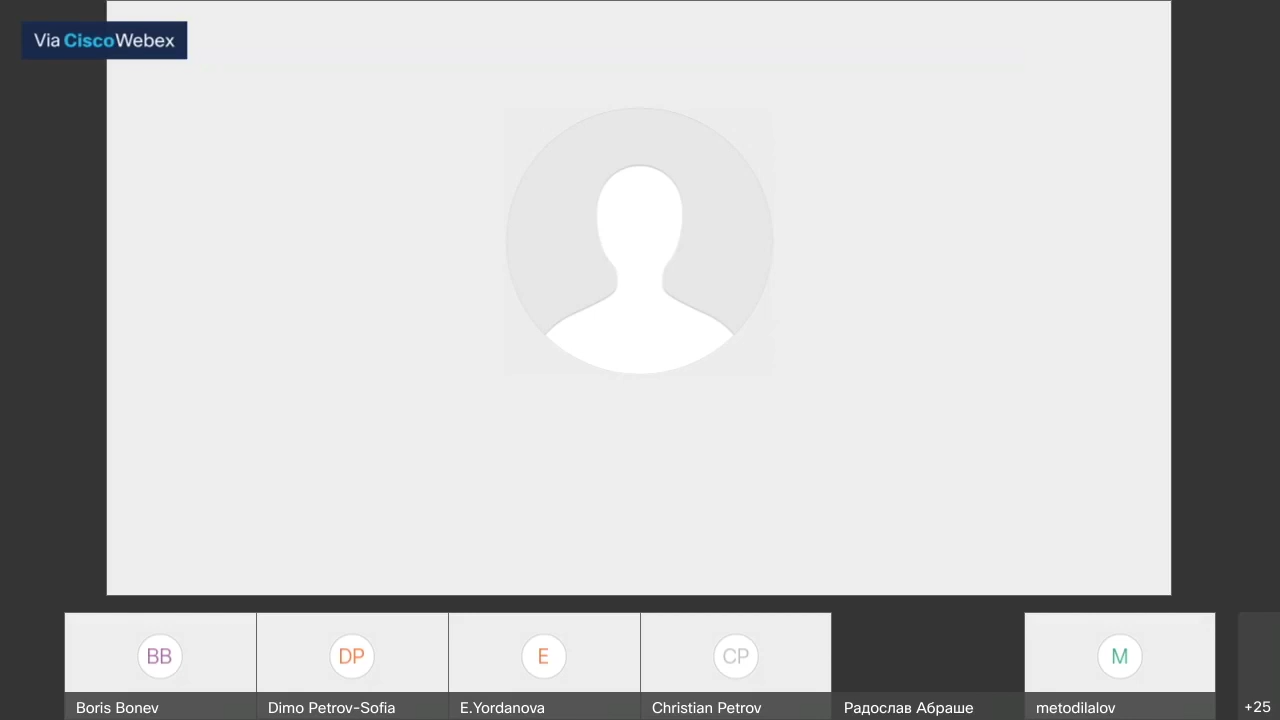 Via CiscoWebex
BB
DP
E
CP
M
Boris Bonev
Dimo Petrov-Sofia
E.Yordanova
Christian Petrov
Радослав Абраше
metodilalov
+25